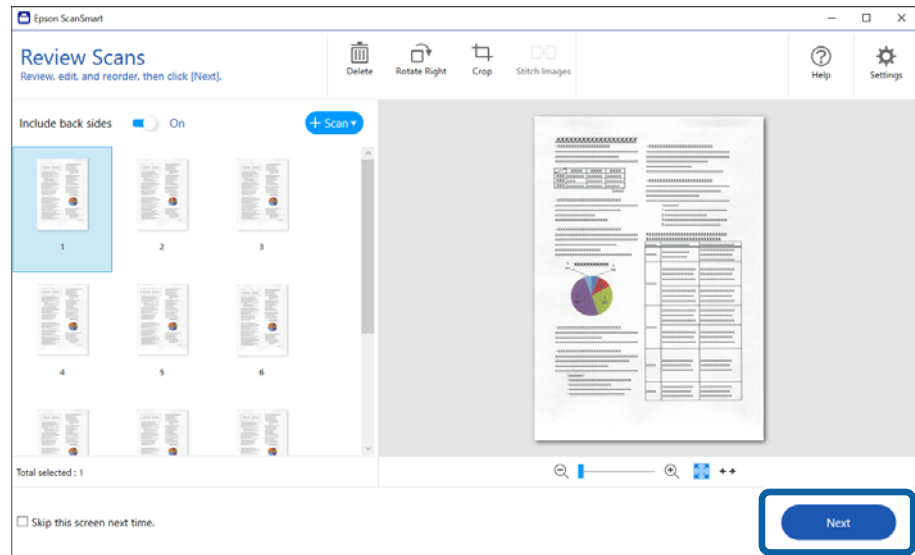 Epson ScanSmart
Review Scans
Review, edit, and reorder, then click [Next].
Delete
Rotate Right
Crop
Stitch Images
Help
Settings
Include back sides
On
+ Scan
1
2
3
4
5
6
Total selected : 1
Skip this screen next time.
Next